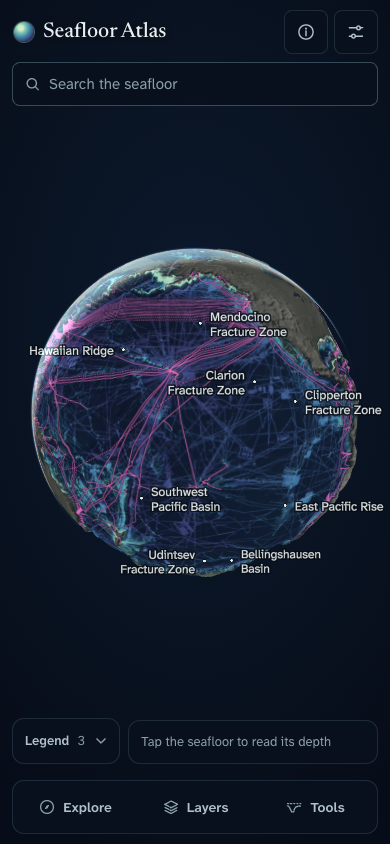 Seafloor Atlas
Search the seafloor
Mendocino
Fracture Zone
Hawaiian Ridge
Clarion
Fracture Zone
Clipperton
Fracture Zone
Southwest
Pacific Basin
East Pacific Rise
Udintsev
Fracture Zone
Bellingshausen
Basin
Legend 3
Tap the seafloor to read its depth
Explore
Layers
Tools